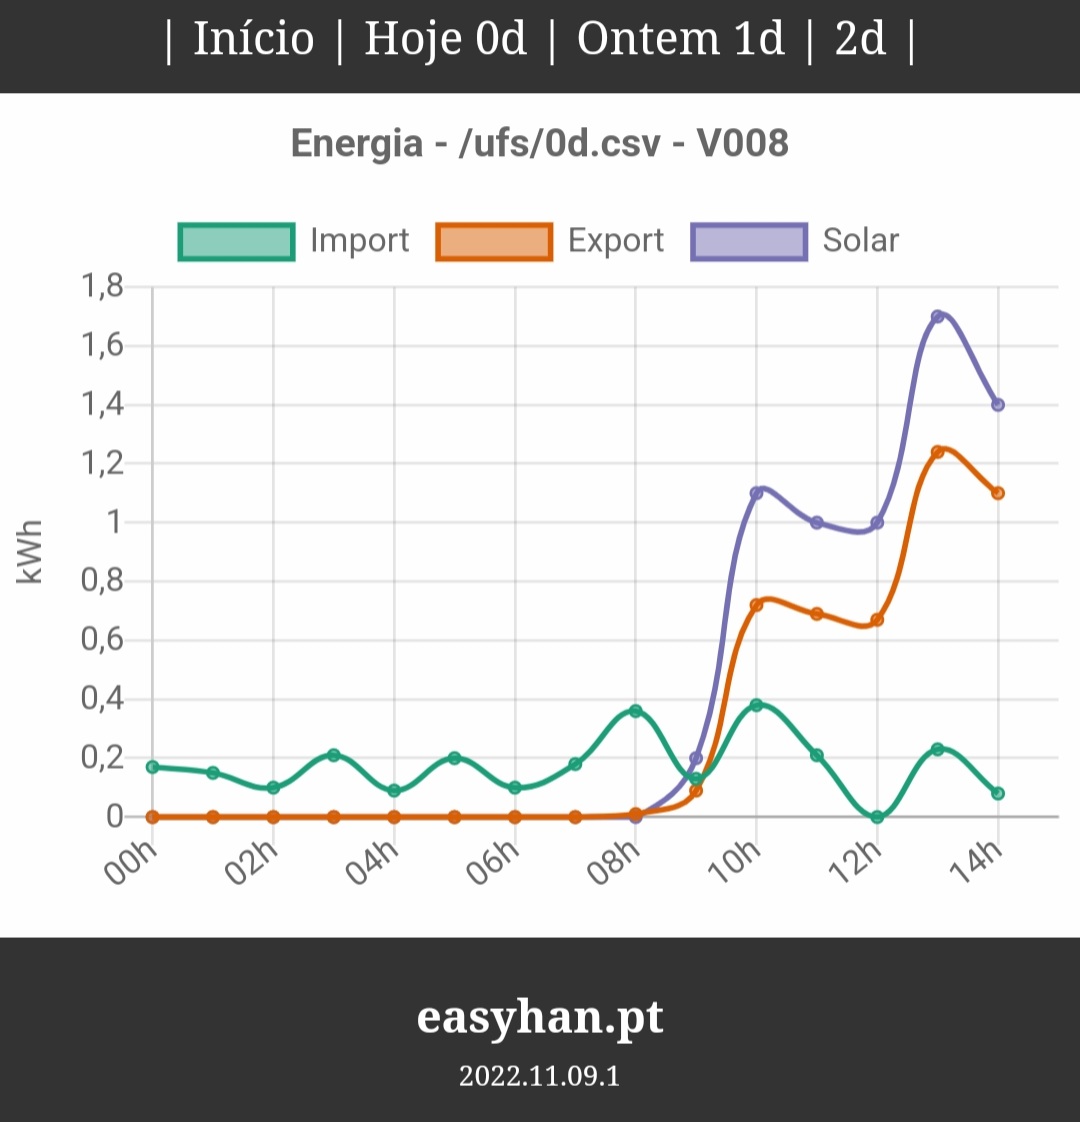 | Início | Hoje 0d | Ontem 1d | 2d |
Energia - /ufs/0d.csv - V008
Import Export Solar
1,8
1,6
1,4
1,2
1
0,8
0,6
0,4
0,2
0
kWh
00h 02h 04h 06h 08h 10h 12h 14h
easyhan.pt
2022.11.09.1